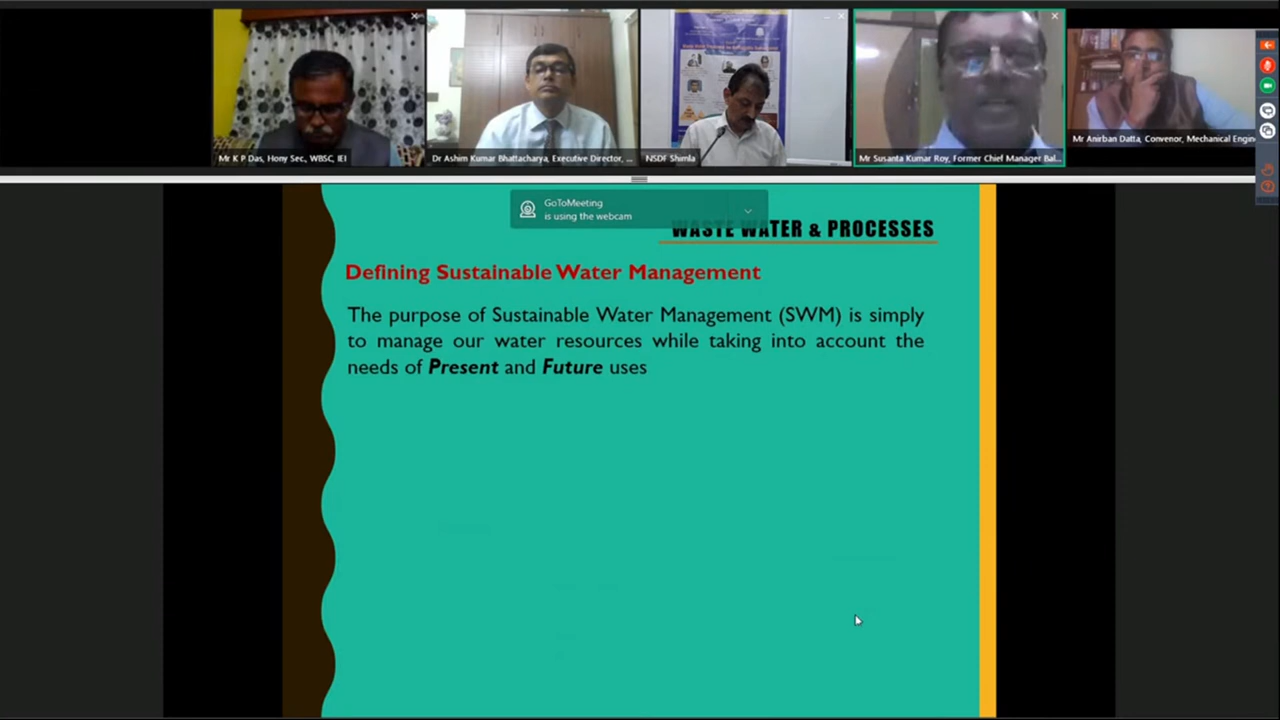 Mr K P Das, Hony Sec., WBSC, IEI
Dr Ashim Kumar Bhattacharya, Executive Director, ...
NSDF Shimla
Mr Susanta Kumar Roy, Former Chief Manager Bal...
Mr Anirban Datta, Convenor, Mechanical Engin
GoToMeeting
is using the webcam
WASTE WATER & PROCESSES
Defining Sustainable Water Management
The purpose of Sustainable Water Management (SWM) is simply
to manage our water resources while taking into account the
needs of Present and Future uses